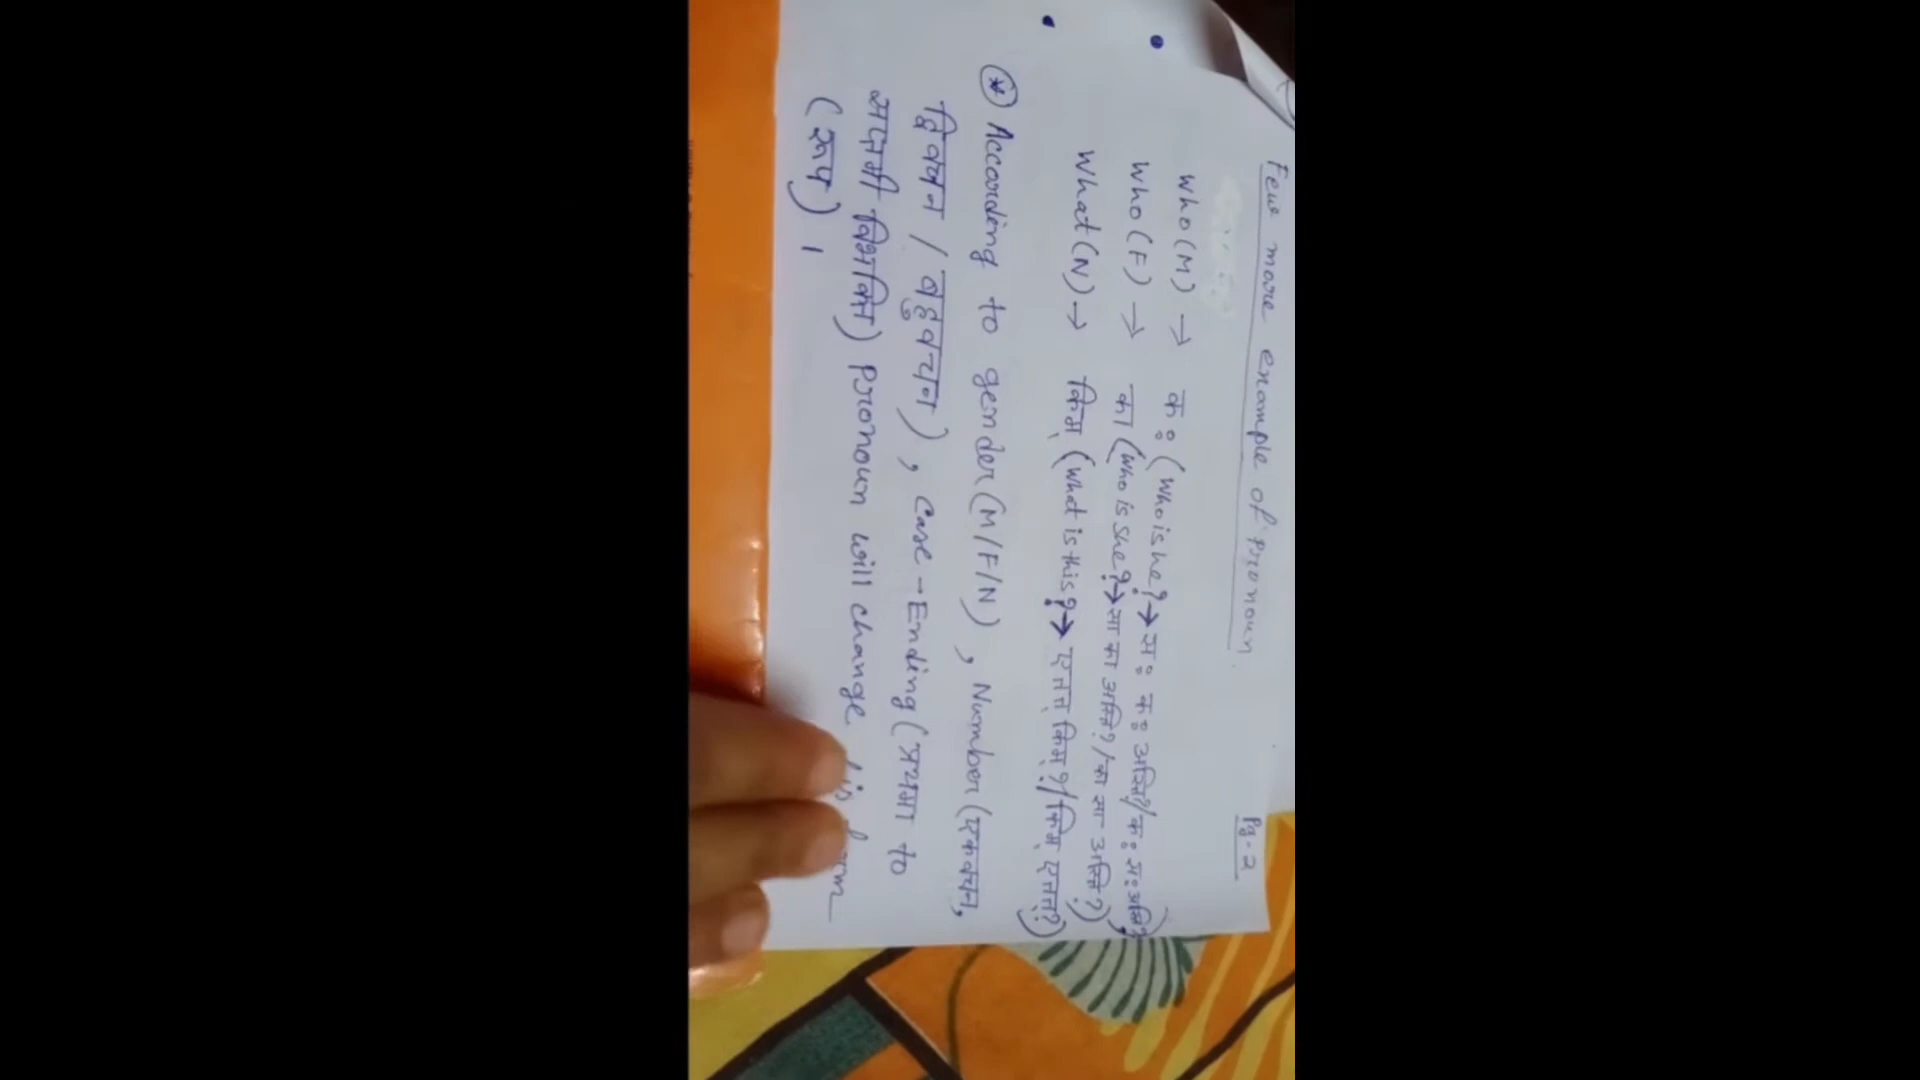 Pg-2
Few more example of Pronoun
Who (M) → कः (Who is he? → सः कः अस्ति?/कः सः अस्ति?)
Who (F) → का (Who is She? → सा का अस्ति?/का सा अस्ति?)
What (N) → किम् (What is this? → एतत् किम्?/किम् एतत्?)
* According to gender (M/F/N), Number (एकवचन,
द्विवचन / बहुवचन), Case-Ending (प्रथमा to
सप्तमी विभक्ति) Pronoun will change
(रूप) ।